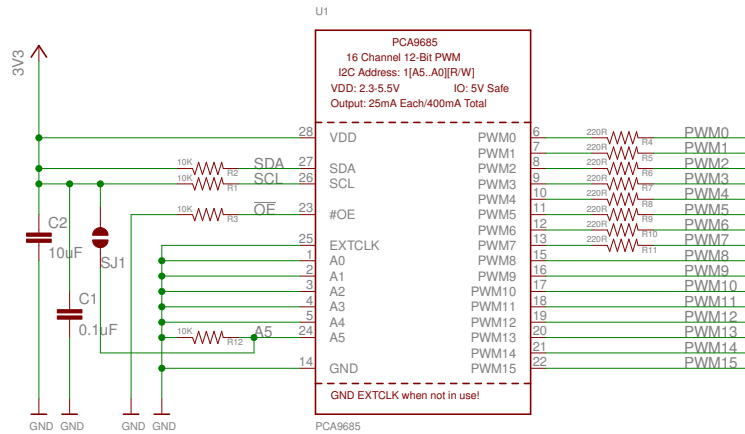 U1
PCA9685
16 Channel 12-Bit PWM
I2C Address: 1[A5..A0][R/W]
VDD: 2.3-5.5V IO: 5V Safe
Output: 25mA Each/400mA Total
3V3
28 VDD PWM0 6 220R R4 PWM0
PWM1 7 R5 PWM1
10K R2 SDA 27 SDA PWM2 8 220R R6 PWM2
10K R1 SCL 26 SCL PWM3 9 220R R7 PWM3
PWM4 10 220R R8 PWM4
10K R3 OE 23 #OE PWM5 11 220R R9 PWM5
PWM6 12 220R R10 PWM6
25 EXTCLK PWM7 13 220R R11 PWM7
C2
10uF
SJ1
1 A0 PWM8 15 PWM8
2 A1 PWM9 16 PWM9
3 A2 PWM10 17 PWM10
4 A3 PWM11 18 PWM11
5 A4 PWM12 19 PWM12
C1
0.1uF
10K R12 A5 24 A5 PWM13 20 PWM13
PWM14 21 PWM14
14 GND PWM15 22 PWM15
GND EXTCLK when not in use!
GND GND GND GND
PCA9685